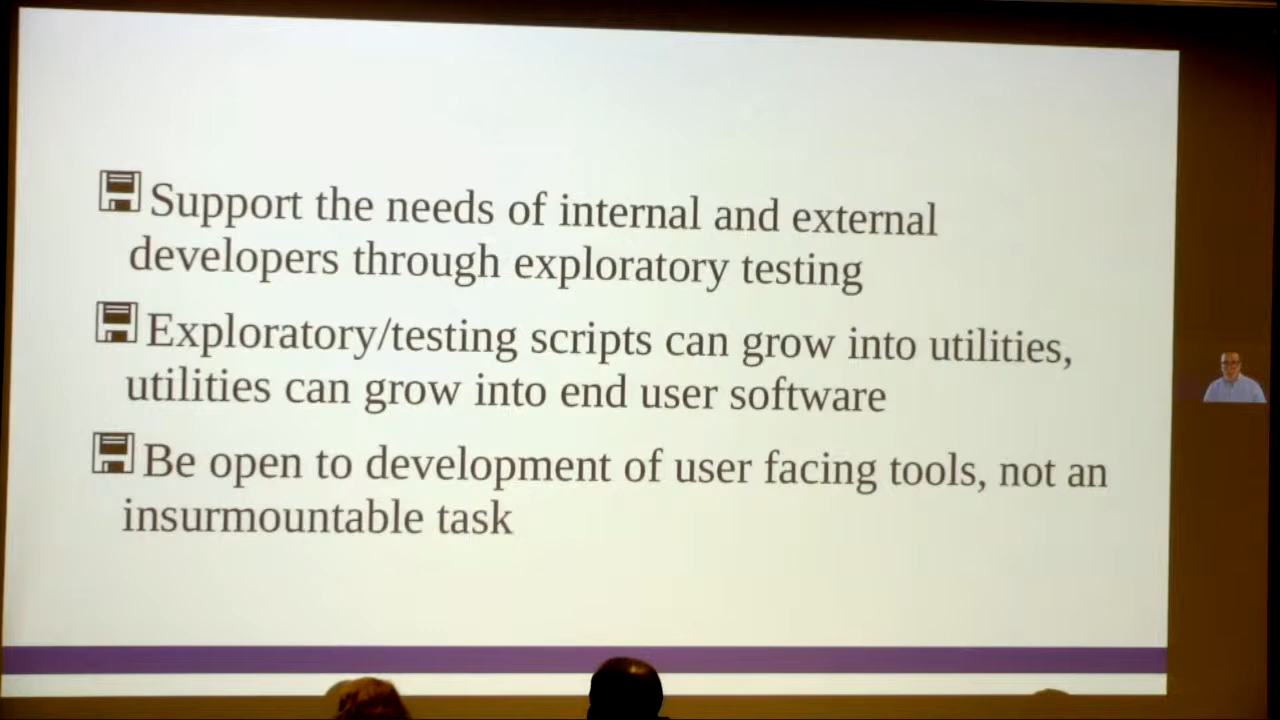 Support the needs of internal and external
developers through exploratory testing
Exploratory/testing scripts can grow into utilities,
utilities can grow into end user software
Be open to development of user facing tools, not an
insurmountable task